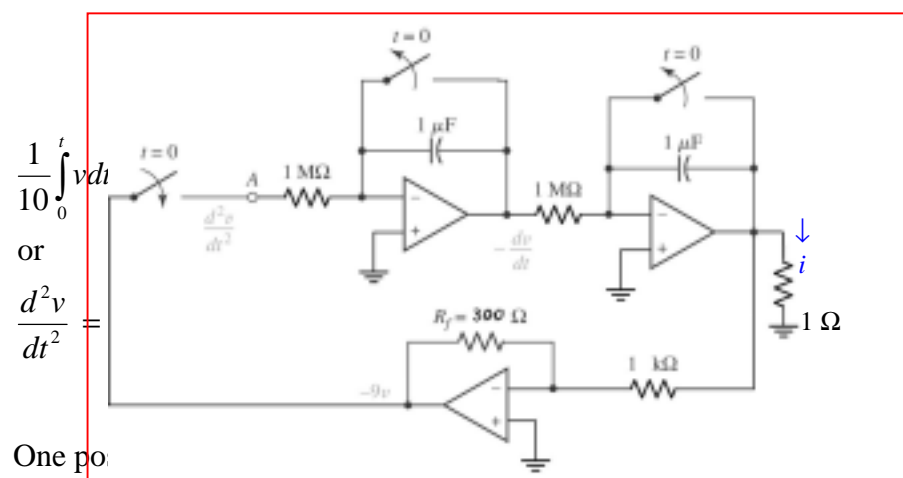 t = 0
t = 0
1 μF
1 μF
1/10 ∫₀ᵗ vdt
t = 0
A
1 MΩ
1 MΩ
−
+
−
+
d²v/dt²
−dv/dt
↓
i
or
d²v/dt² =
R_f = 300 Ω
1 Ω
1 kΩ
−9v
−
+
One pos